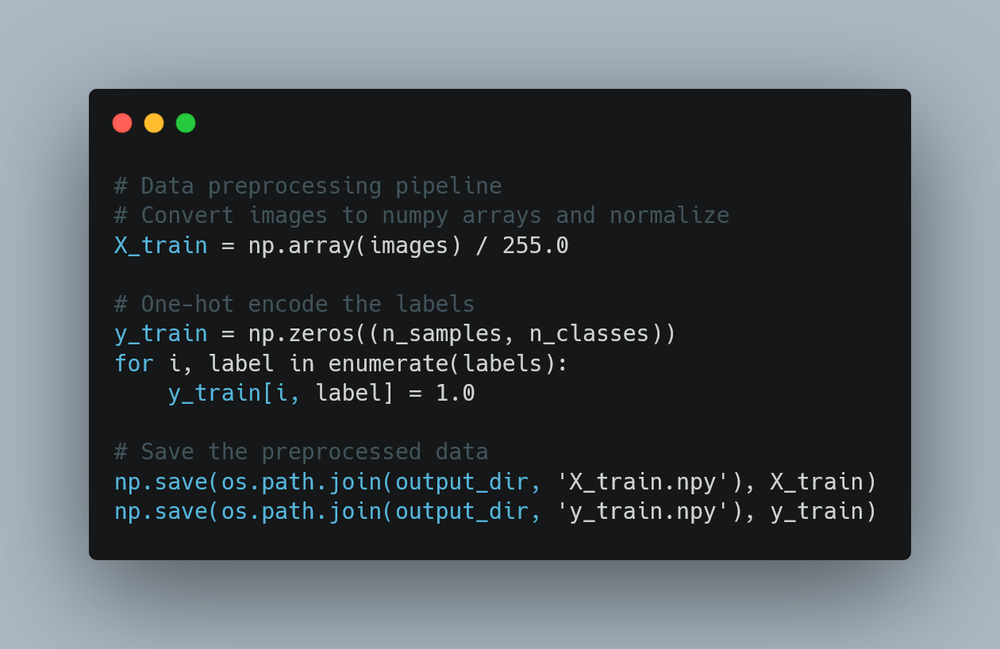 # Data preprocessing pipeline
# Convert images to numpy arrays and normalize
X_train = np.array(images) / 255.0

# One-hot encode the labels
y_train = np.zeros((n_samples, n_classes))
for i, label in enumerate(labels):
    y_train[i, label] = 1.0

# Save the preprocessed data
np.save(os.path.join(output_dir, 'X_train.npy'), X_train)
np.save(os.path.join(output_dir, 'y_train.npy'), y_train)